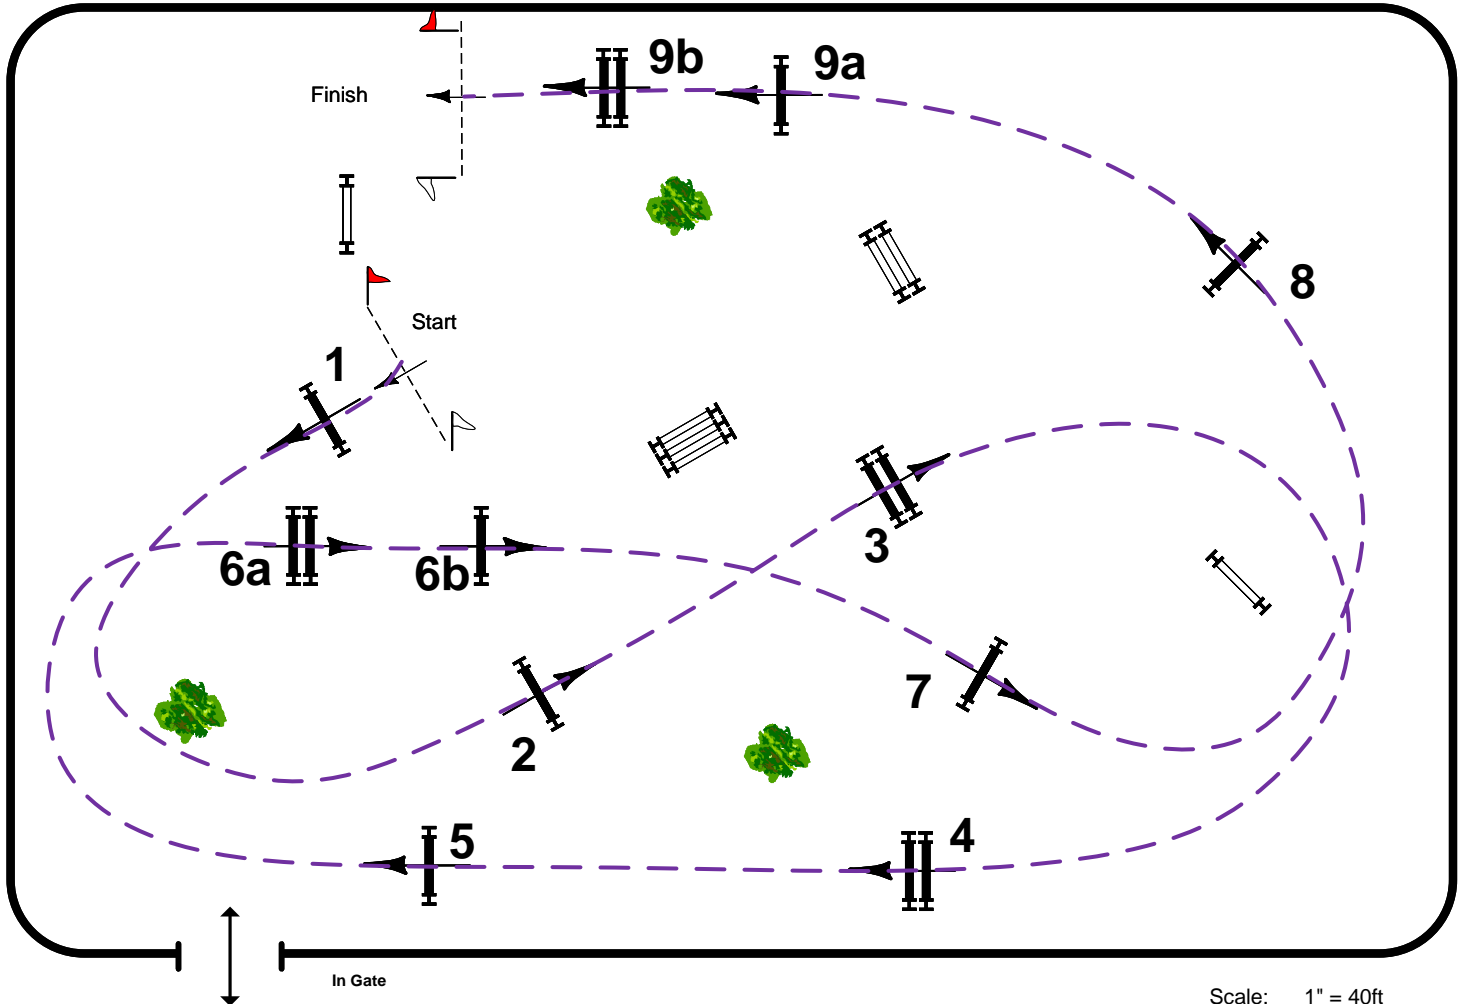 9b
9a
Finish
8
Start
1
3
6a
6b
7
2
5
4
In Gate
Scale: 1" = 40ft